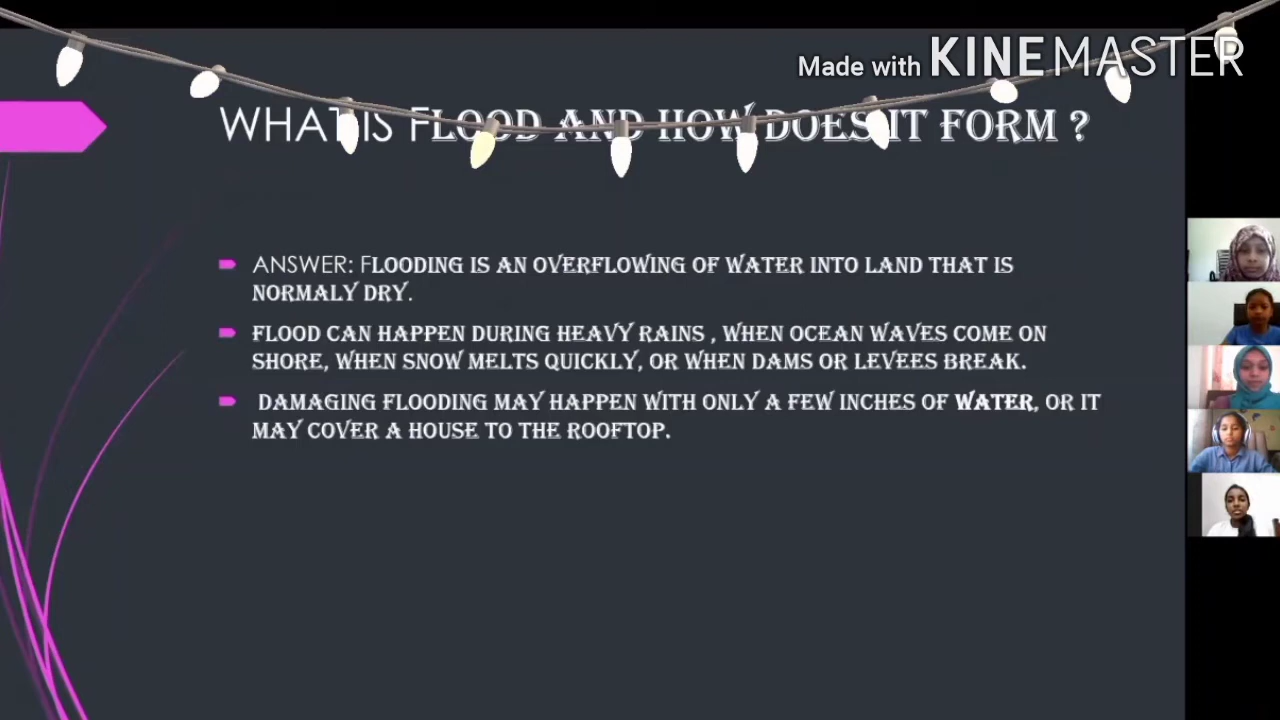 Made with KINEMASTER
WHAT IS FLOOD AND HOW DOES IT FORM ?
ANSWER: FLOODING IS AN OVERFLOWING OF WATER INTO LAND THAT IS
NORMALY DRY.
FLOOD CAN HAPPEN DURING HEAVY RAINS , WHEN OCEAN WAVES COME ON
SHORE, WHEN SNOW MELTS QUICKLY, OR WHEN DAMS OR LEVEES BREAK.
DAMAGING FLOODING MAY HAPPEN WITH ONLY A FEW INCHES OF WATER, OR IT
MAY COVER A HOUSE TO THE ROOFTOP.